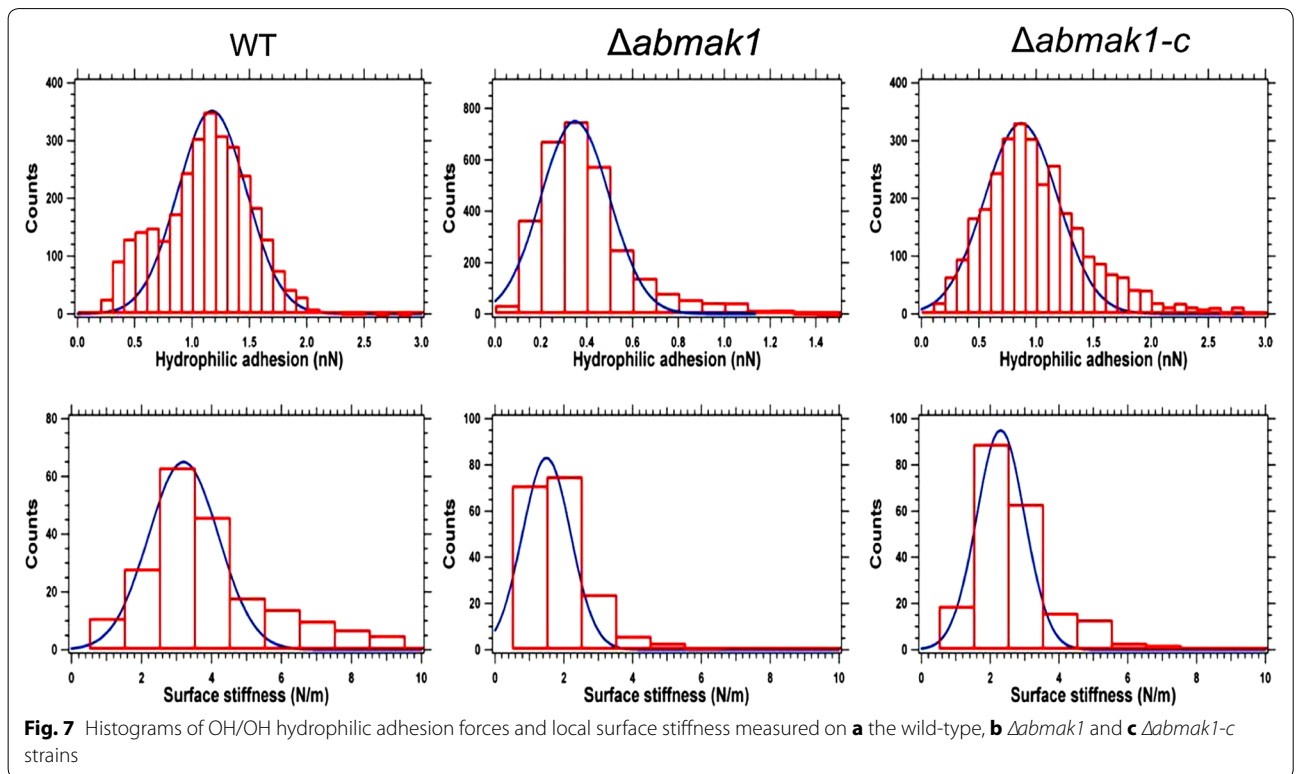 WT
Δabmak1
Δabmak1-c
400
300
200
100
0
Counts
0.0 0.5 1.0 1.5 2.0 2.5 3.0
Hydrophilic adhesion (nN)
800
600
400
200
0
Counts
0.0 0.2 0.4 0.6 0.8 1.0 1.2 1.4
Hydrophilic adhesion (nN)
400
300
200
100
0
Counts
0.0 0.5 1.0 1.5 2.0 2.5 3.0
Hydrophilic adhesion (nN)
80
60
40
20
0
Counts
0 2 4 6 8 10
Surface stiffness (N/m)
100
80
60
40
20
0
Counts
0 2 4 6 8 10
Surface stiffness (N/m)
100
80
60
40
20
0
Counts
0 2 4 6 8 10
Surface stiffness (N/m)
Fig. 7 Histograms of OH/OH hydrophilic adhesion forces and local surface stiffness measured on a the wild-type, b Δabmak1 and c Δabmak1-c
strains